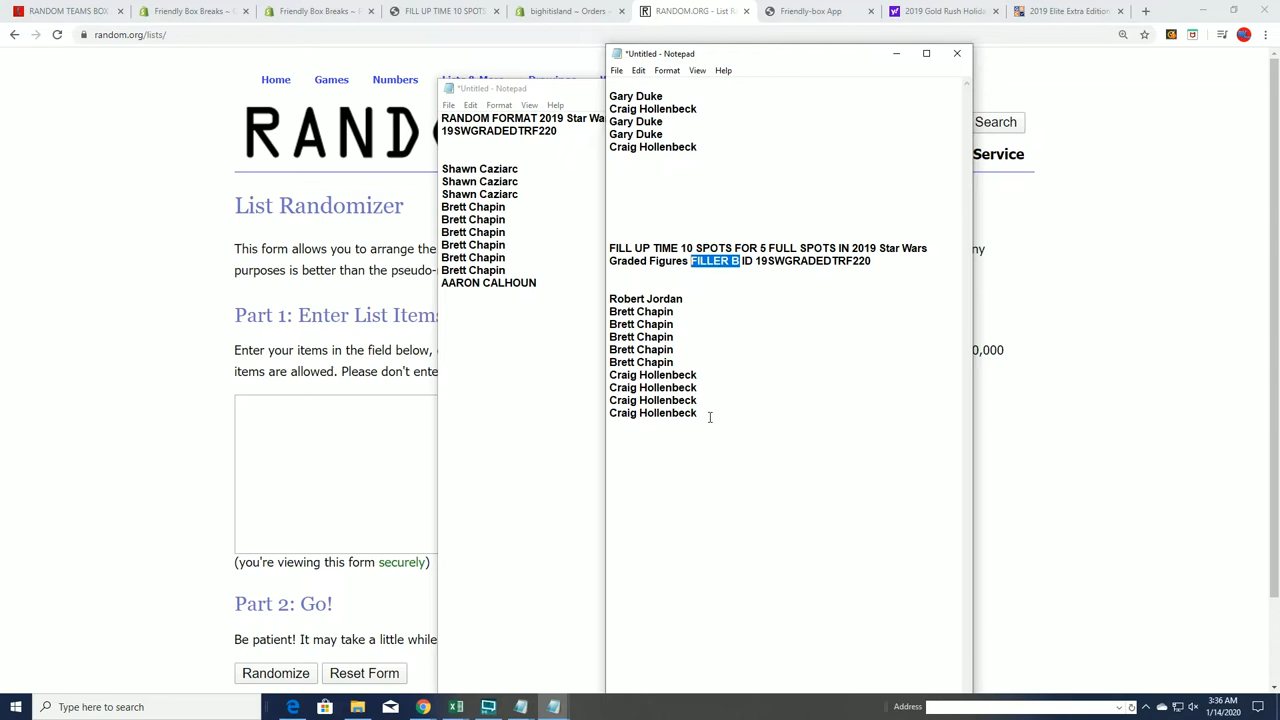 RANDOM TEAMS BOX
Friendly Box Breaks – C
Friendly Box Breaks – F
FILL UP TIME 10 SPOTS
bightisland ~ Orders ~
RANDOM.ORG - List Rand
Friendly-box App
2019 Gold Rush Holida
2019 Elite Extra Edition
random.org/lists/
*Untitled - Notepad
File Edit Format View Help
Home Games Numbers
*Untitled - Notepad
File Edit Format View Help
RAND
Search
Service
RANDOM FORMAT 2019 Star Wa
19SWGRADEDTRF220
Shawn Caziarc
Shawn Caziarc
Shawn Caziarc
Brett Chapin
Brett Chapin
Brett Chapin
Brett Chapin
Brett Chapin
Brett Chapin
AARON CALHOUN
Gary Duke
Craig Hollenbeck
Gary Duke
Gary Duke
Craig Hollenbeck
FILL UP TIME 10 SPOTS FOR 5 FULL SPOTS IN 2019 Star Wars
Graded Figures FILLER B ID 19SWGRADEDTRF220
Robert Jordan
Brett Chapin
Brett Chapin
Brett Chapin
Brett Chapin
Brett Chapin
Craig Hollenbeck
Craig Hollenbeck
Craig Hollenbeck
Craig Hollenbeck
List Randomizer
This form allows you to arrange the
ny
purposes is better than the pseudo-
Part 1: Enter List Items
Enter your items in the field below,
0,000
items are allowed. Please don't ente
(you're viewing this form securely)
Part 2: Go!
Be patient! It may take a little while
Randomize Reset Form
Type here to search
Address
3:36 AM
1/14/2020